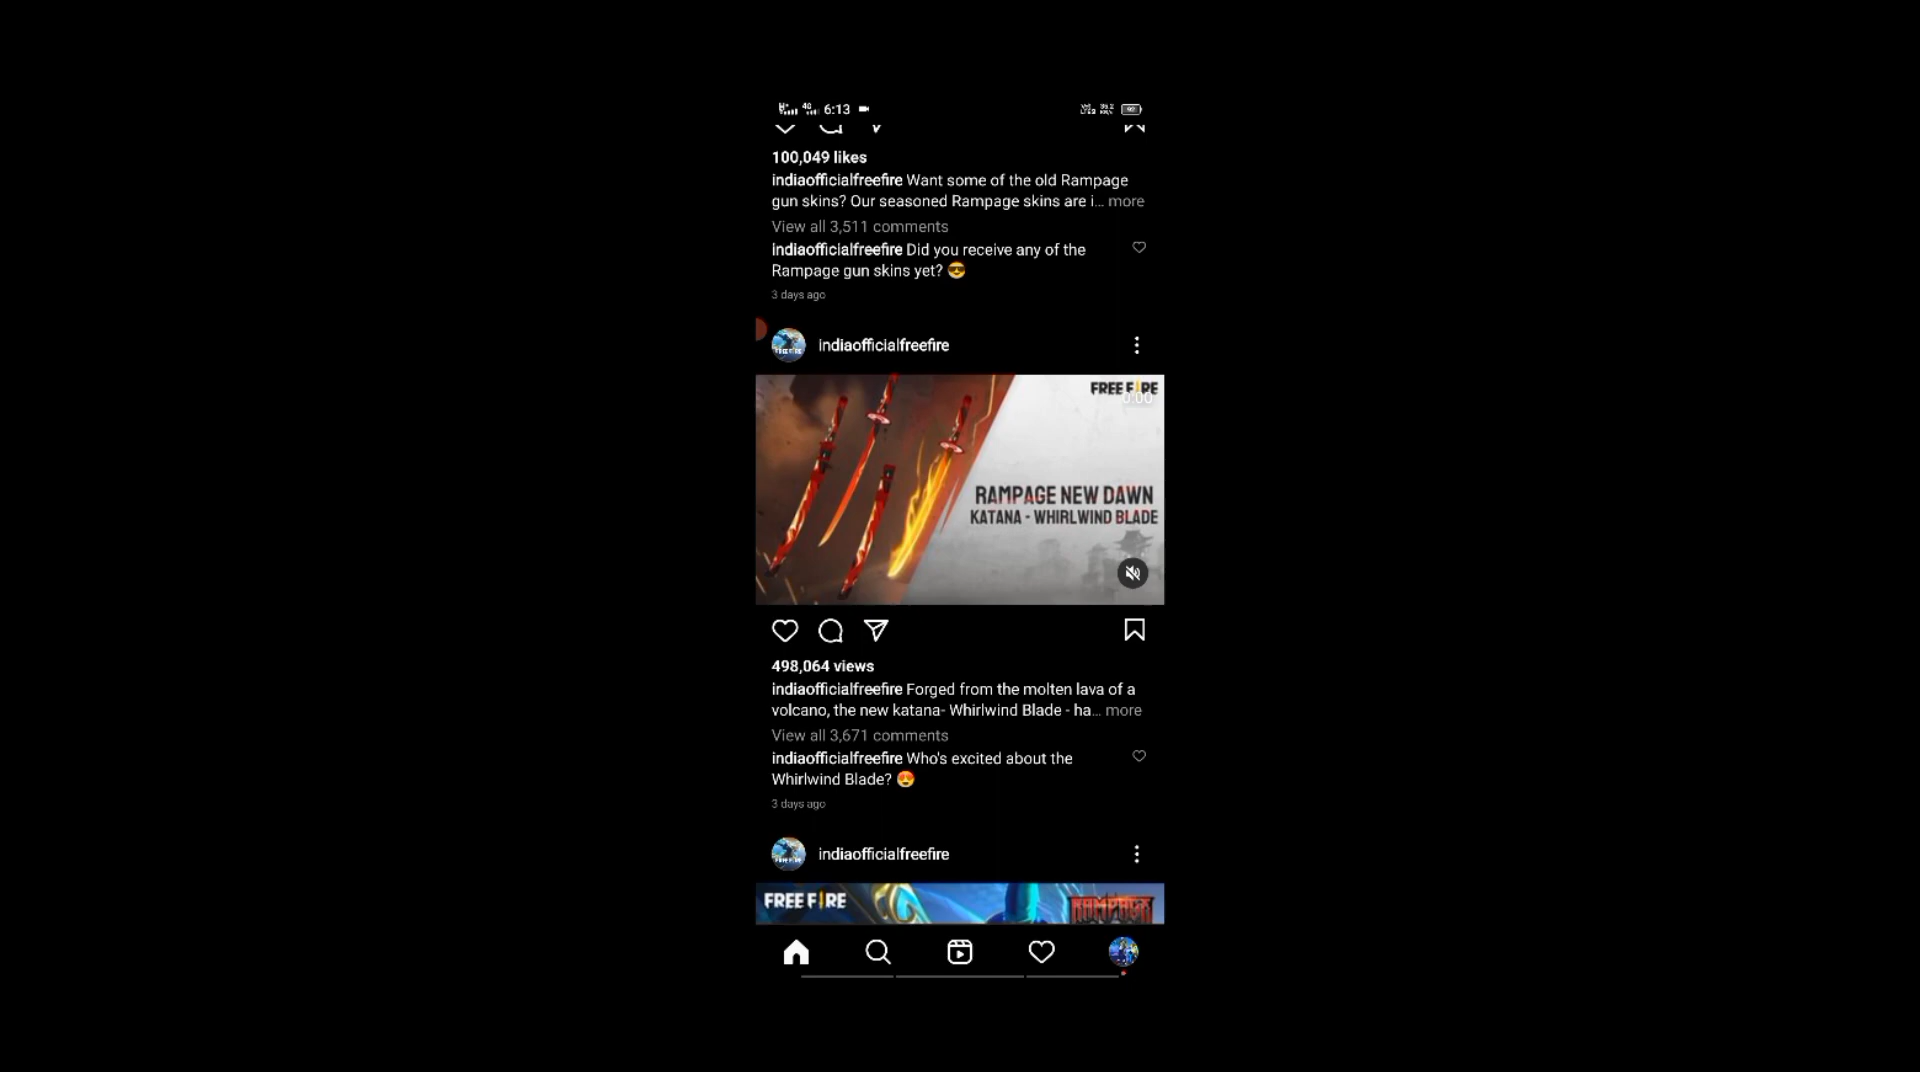 4G 6:13
100,049 likes
indiaofficialfreefire Want some of the old Rampage
gun skins? Our seasoned Rampage skins are i... more
View all 3,511 comments
indiaofficialfreefire Did you receive any of the
Rampage gun skins yet? 😎
3 days ago
indiaofficialfreefire
FREE FIRE
0:00
RAMPAGE NEW DAWN
KATANA - WHIRLWIND BLADE
498,064 views
indiaofficialfreefire Forged from the molten lava of a
volcano, the new katana- Whirlwind Blade - ha... more
View all 3,671 comments
indiaofficialfreefire Who's excited about the
Whirlwind Blade? 😍
3 days ago
indiaofficialfreefire
FREE FIRE
RAMPAGE